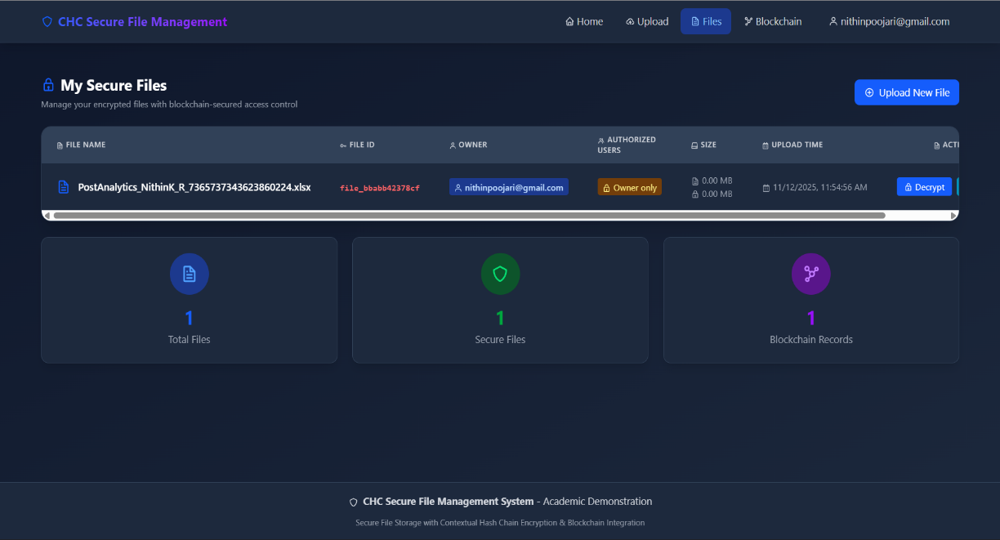 CHC Secure File Management
Home Upload Files Blockchain nithinpoojari@gmail.com
My Secure Files
Manage your encrypted files with blockchain-secured access control
Upload New File
FILE NAME FILE ID OWNER AUTHORIZED USERS SIZE UPLOAD TIME ACTI
PostAnalytics_NithinK_R_7365737343623860224.xlsx file_bbabb42378cf nithinpoojari@gmail.com Owner only 0.00 MB 11/12/2025, 11:54:56 AM Decrypt
0.00 MB
1 1 1
Total Files Secure Files Blockchain Records
CHC Secure File Management System - Academic Demonstration
Secure File Storage with Contextual Hash Chain Encryption & Blockchain Integration